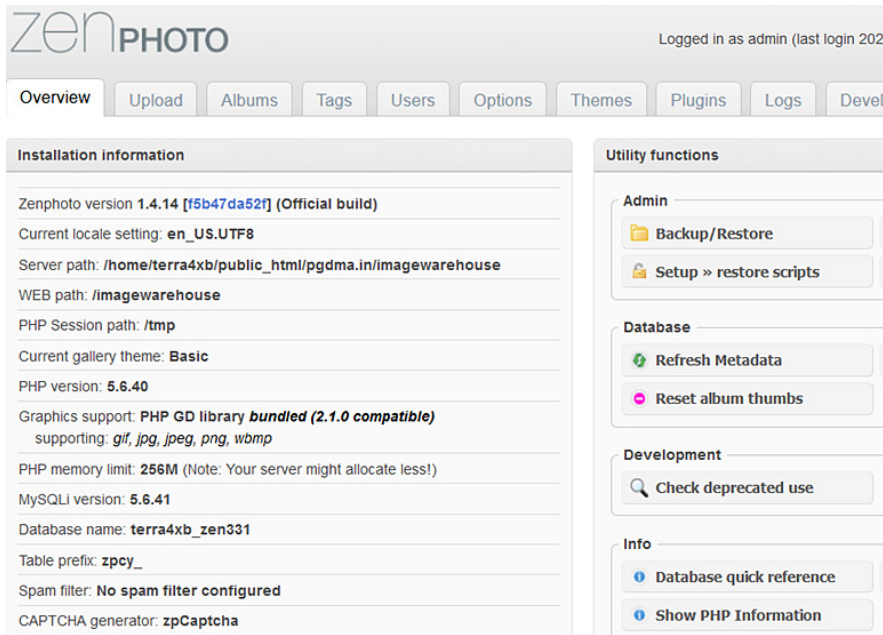 zenPHOTO
Logged in as admin (last login 202
Overview Upload Albums Tags Users Options Themes Plugins Logs Devel
Installation information
Zenphoto version 1.4.14 [f5b47da52f] (Official build)
Current locale setting: en_US.UTF8
Server path: /home/terra4xb/public_html/pgdma.in/imagewarehouse
WEB path: /imagewarehouse
PHP Session path: /tmp
Current gallery theme: Basic
PHP version: 5.6.40
Graphics support: PHP GD library bundled (2.1.0 compatible)
supporting: gif, jpg, jpeg, png, wbmp
PHP memory limit: 256M (Note: Your server might allocate less!)
MySQLi version: 5.6.41
Database name: terra4xb_zen331
Table prefix: zpcy_
Spam filter: No spam filter configured
CAPTCHA generator: zpCaptcha
Utility functions
Admin
Backup/Restore
Setup » restore scripts
Database
Refresh Metadata
Reset album thumbs
Development
Check deprecated use
Info
Database quick reference
Show PHP Information